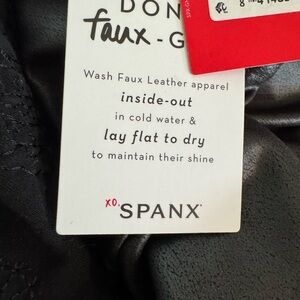 DON
faux-G
Wash Faux Leather apparel
inside-out
in cold water &
lay flat to dry
to maintain their shine
xo,
SPANX